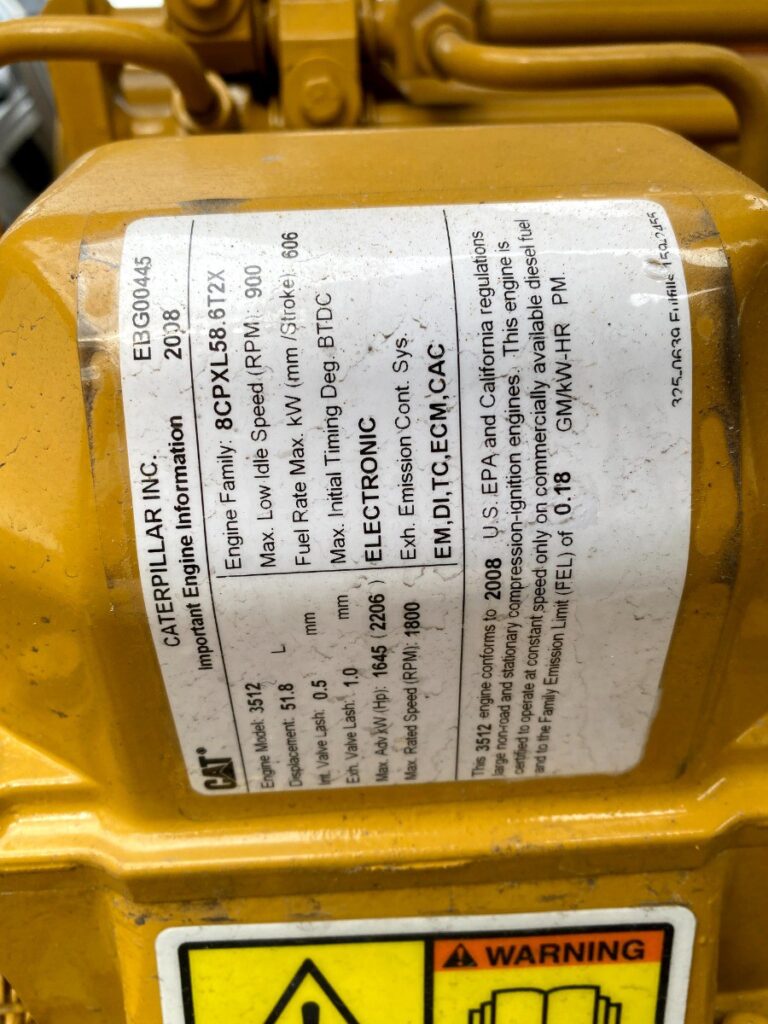 CAT®
CATERPILLAR INC. EBG00445
Important Engine Information 2008
Engine Model: 3512
Displacement: 51.8 L
Int. Valve Lash: 0.5 mm
Exh. Valve Lash: 1.0 mm
Max. Adv kW (Hp): 1645 ( 2206 )
Max. Rated Speed (RPM): 1800
Engine Family: 8CPXL58.6T2X
Max. Low Idle Speed (RPM): 900
Fuel Rate Max. kW (mm /Stroke): 606
Max. Initial Timing Deg. BTDC
ELECTRONIC
Exh. Emission Cont. Sys.
EM,DI,TC,ECM,CAC
This 3512 engine conforms to 2008 U.S. EPA and California regulations
large non-road and stationary compression-ignition engines. This engine is
certified to operate at constant speed only on commercially available diesel fuel
and to the Family Emission Limit (FEL) of 0.18 GM/kW-HR PM.
325-0639 Fulfills
WARNING